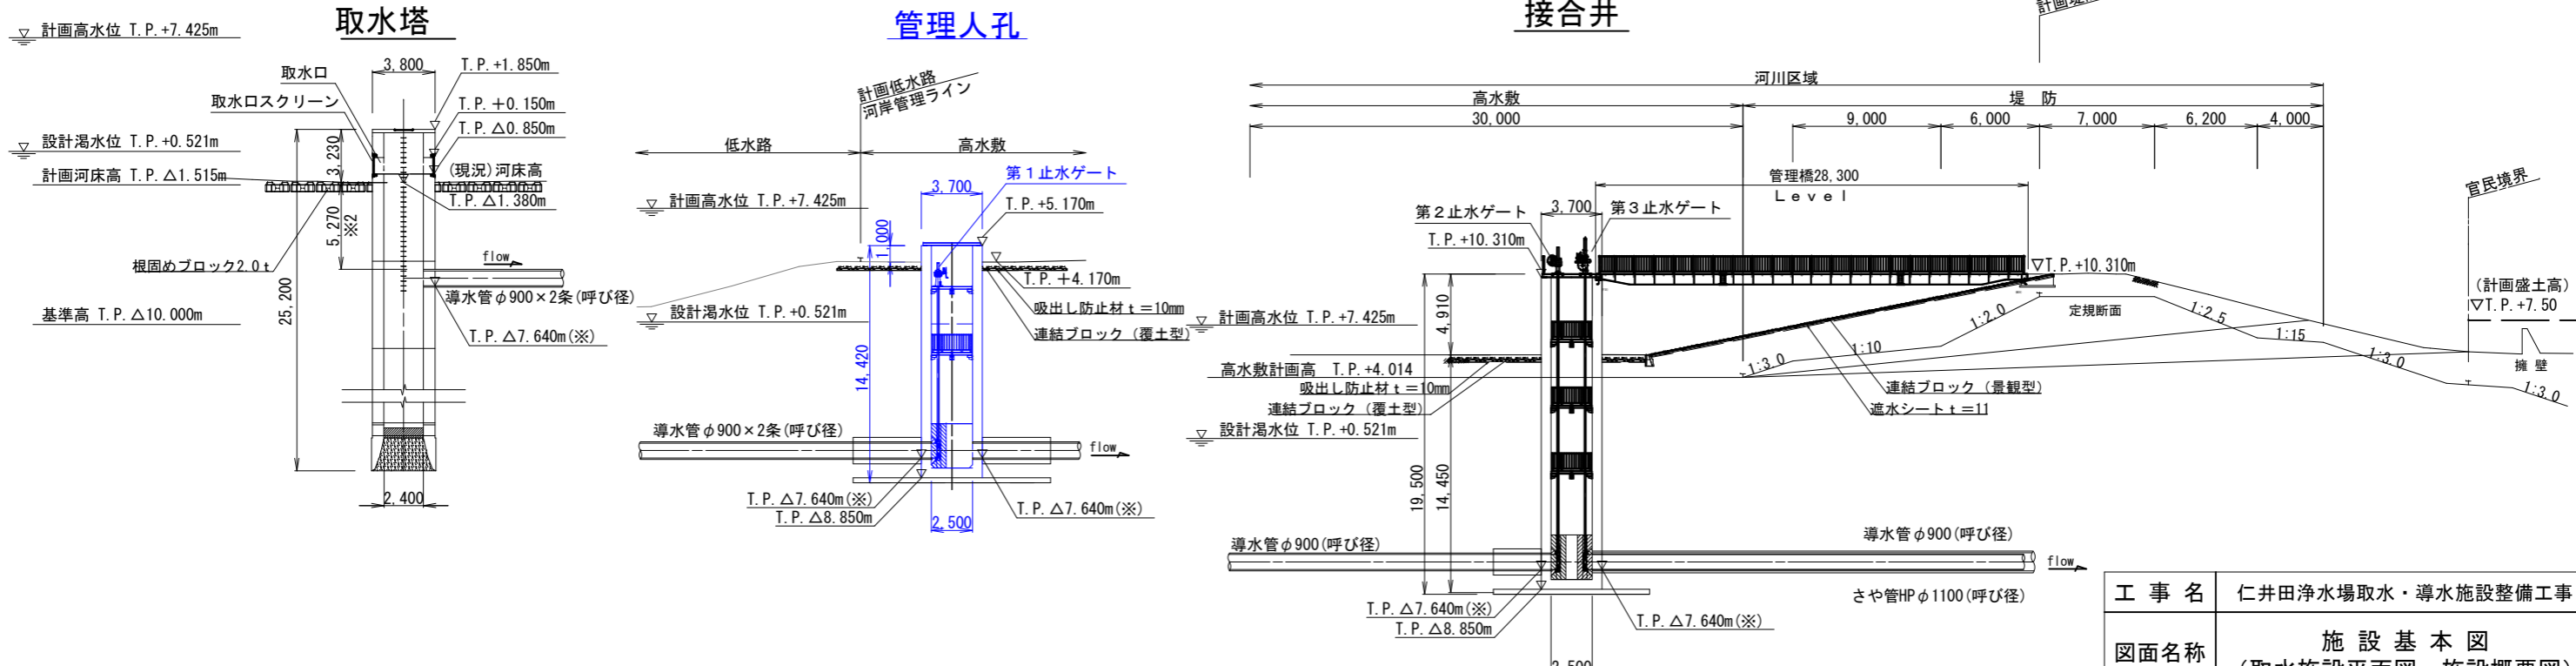 取水塔
計画高水位 T.P.+7.425m
3,800
T.P.+1.850m
取水口
取水口スクリーン
T.P.+0.150m
T.P.△0.850m
設計渇水位 T.P.+0.521m
3,230
(現況)河床高
計画河床高 T.P.△1.515m
T.P.△1.380m
5,270
※2
flow
根固めブロック2.0t
導水管φ900×2条(呼び径)
25,200
基準高 T.P.△10.000m
T.P.△7.640m(※)
2,400
管理人孔
計画低水路
河岸管理ライン
低水路
高水敷
第1止水ゲート
3,700
計画高水位 T.P.+7.425m
T.P.+5.170m
1,000
T.P.+4.170m
吸出し防止材t=10mm
設計渇水位 T.P.+0.521m
連結ブロック(覆土型)
14,420
導水管φ900×2条(呼び径)
flow
T.P.△7.640m(※)
T.P.△8.850m
T.P.△7.640m(※)
2,500
接合井
河川区域
高水敷
堤 防
30,000
9,000
6,000
7,000
6,200
4,000
管理橋28,300
Level
官民境界
第2止水ゲート
3,700
第3止水ゲート
T.P.+10.310m
▽T.P.+10.310m
(計画盛土高)
▽T.P.+7.50
4,910
計画高水位 T.P.+7.425m
1:2.0
定規断面
1:2.5
1:15
1:10
1:3.0
1:3.0
擁 壁
1:3.0
高水敷計画高 T.P.+4.014
吸出し防止材t=10mm
連結ブロック(景観型)
連結ブロック(覆土型)
遮水シートt=11
設計渇水位 T.P.+0.521m
19,500
14,450
導水管φ900(呼び径)
導水管φ900(呼び径)
flow
さや管HPφ1100(呼び径)
T.P.△7.640m(※)
T.P.△8.850m
T.P.△7.640m(※)
2,500
工 事 名
仁井田浄水場取水・導水施設整備工事
図面名称
施 設 基 本 図
(取水施設平面図、施設概要図)